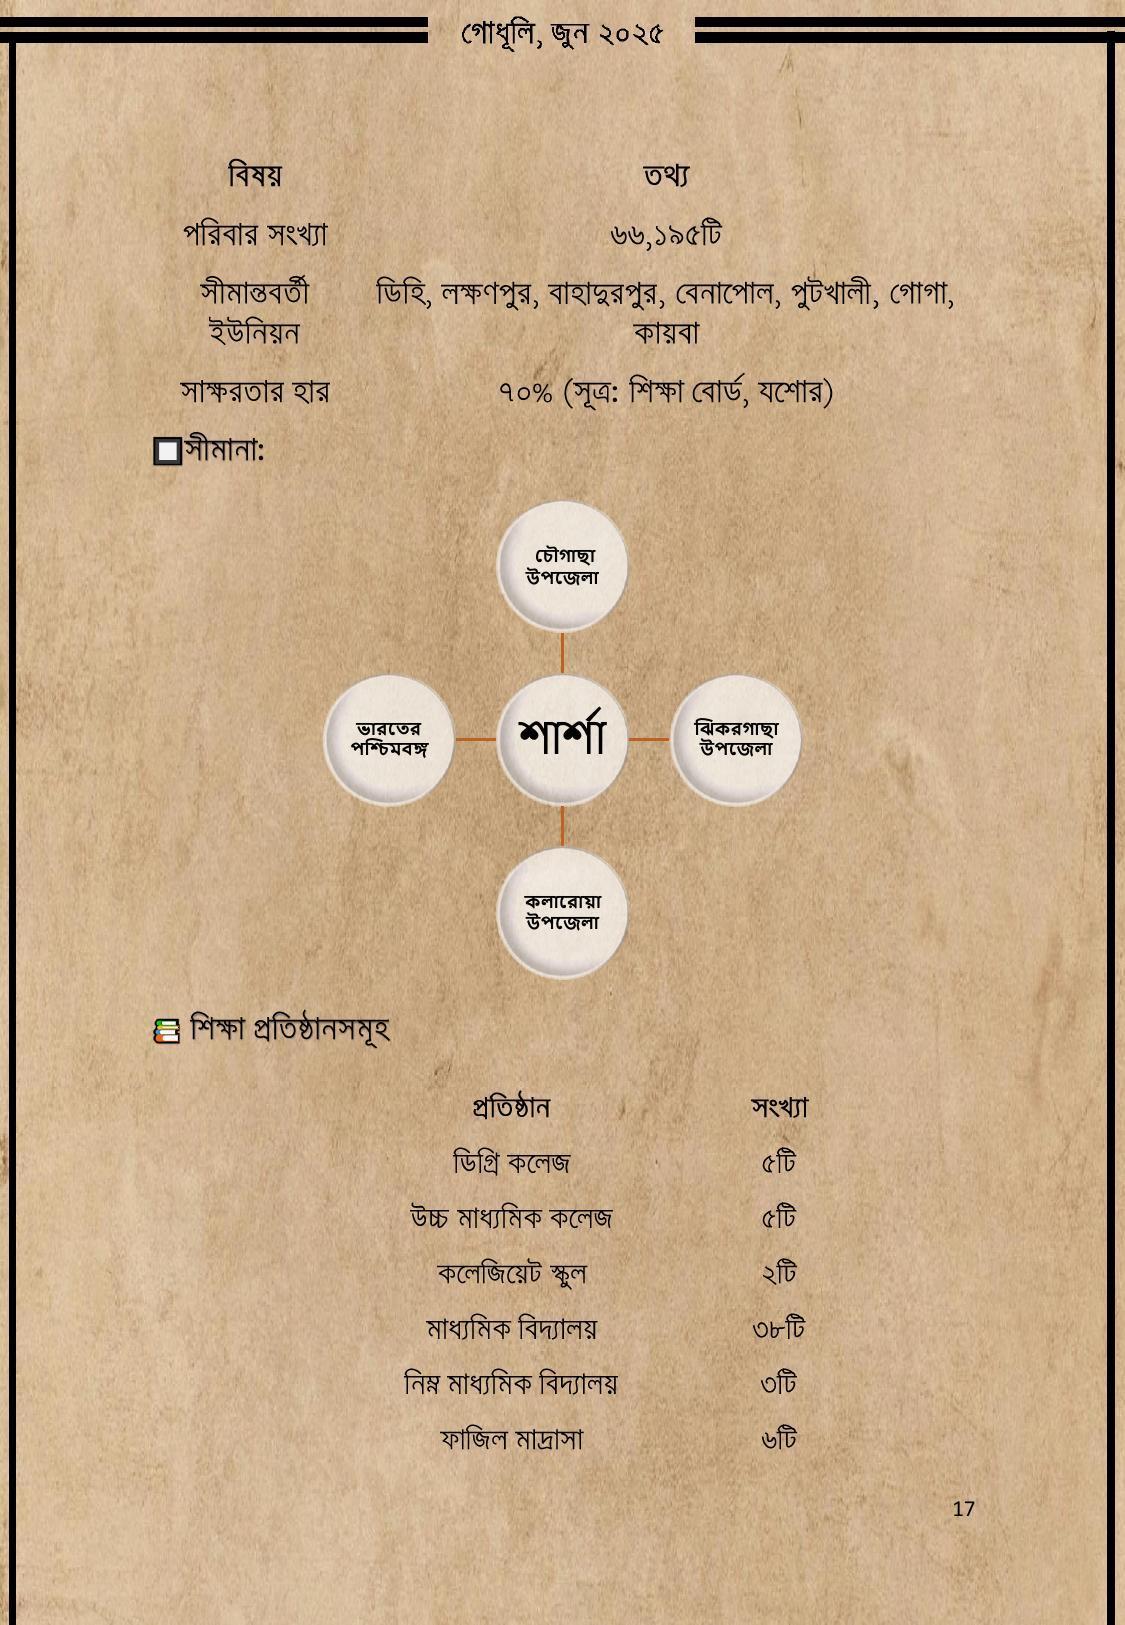 গোধূলি, জুন ২০২৫
বিষয় তথ্য
পরিবার সংখ্যা ৬৬,১৯৫টি
সীমান্তবর্তী ডিহি, লক্ষণপুর, বাহাদুরপুর, বেনাপোল, পুটখালী, গোগা,
ইউনিয়ন কায়বা
সাক্ষরতার হার ৭০% (সূত্র: শিক্ষা বোর্ড, যশোর)
সীমানা:
চৌগাছা
উপজেলা
ভারতের
পশ্চিমবঙ্গ
শার্শা
ঝিকরগাছা
উপজেলা
কলারোয়া
উপজেলা
শিক্ষা প্রতিষ্ঠানসমূহ
প্রতিষ্ঠান সংখ্যা
ডিগ্রি কলেজ ৫টি
উচ্চ মাধ্যমিক কলেজ ৫টি
কলেজিয়েট স্কুল ২টি
মাধ্যমিক বিদ্যালয় ৩৮টি
নিম্ন মাধ্যমিক বিদ্যালয় ৩টি
ফাজিল মাদ্রাসা ৬টি
17